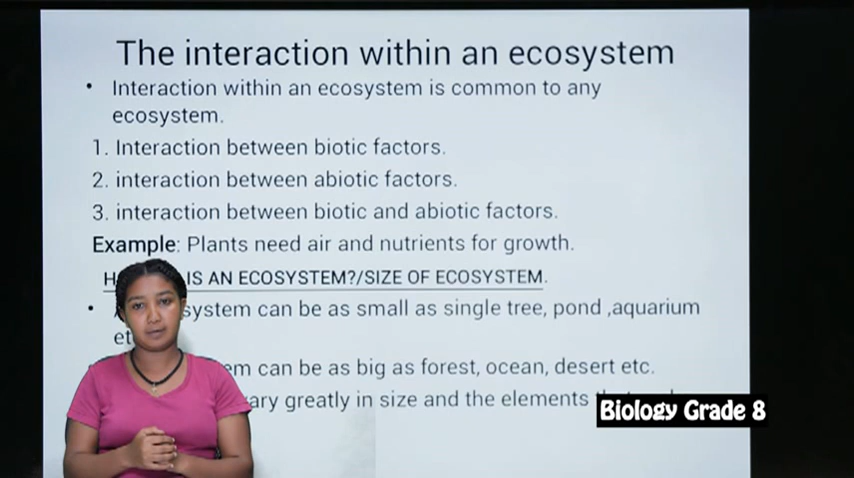 The interaction within an ecosystem
• Interaction within an ecosystem is common to any
ecosystem.
1. Interaction between biotic factors.
2. interaction between abiotic factors.
3. interaction between biotic and abiotic factors.
Example: Plants need air and nutrients for growth.
IS AN ECOSYSTEM?/SIZE OF ECOSYSTEM.
• can be as small as single tree, pond ,aquarium
can be as big as forest, ocean, desert etc.
greatly in size and the elements
Biology Grade 8